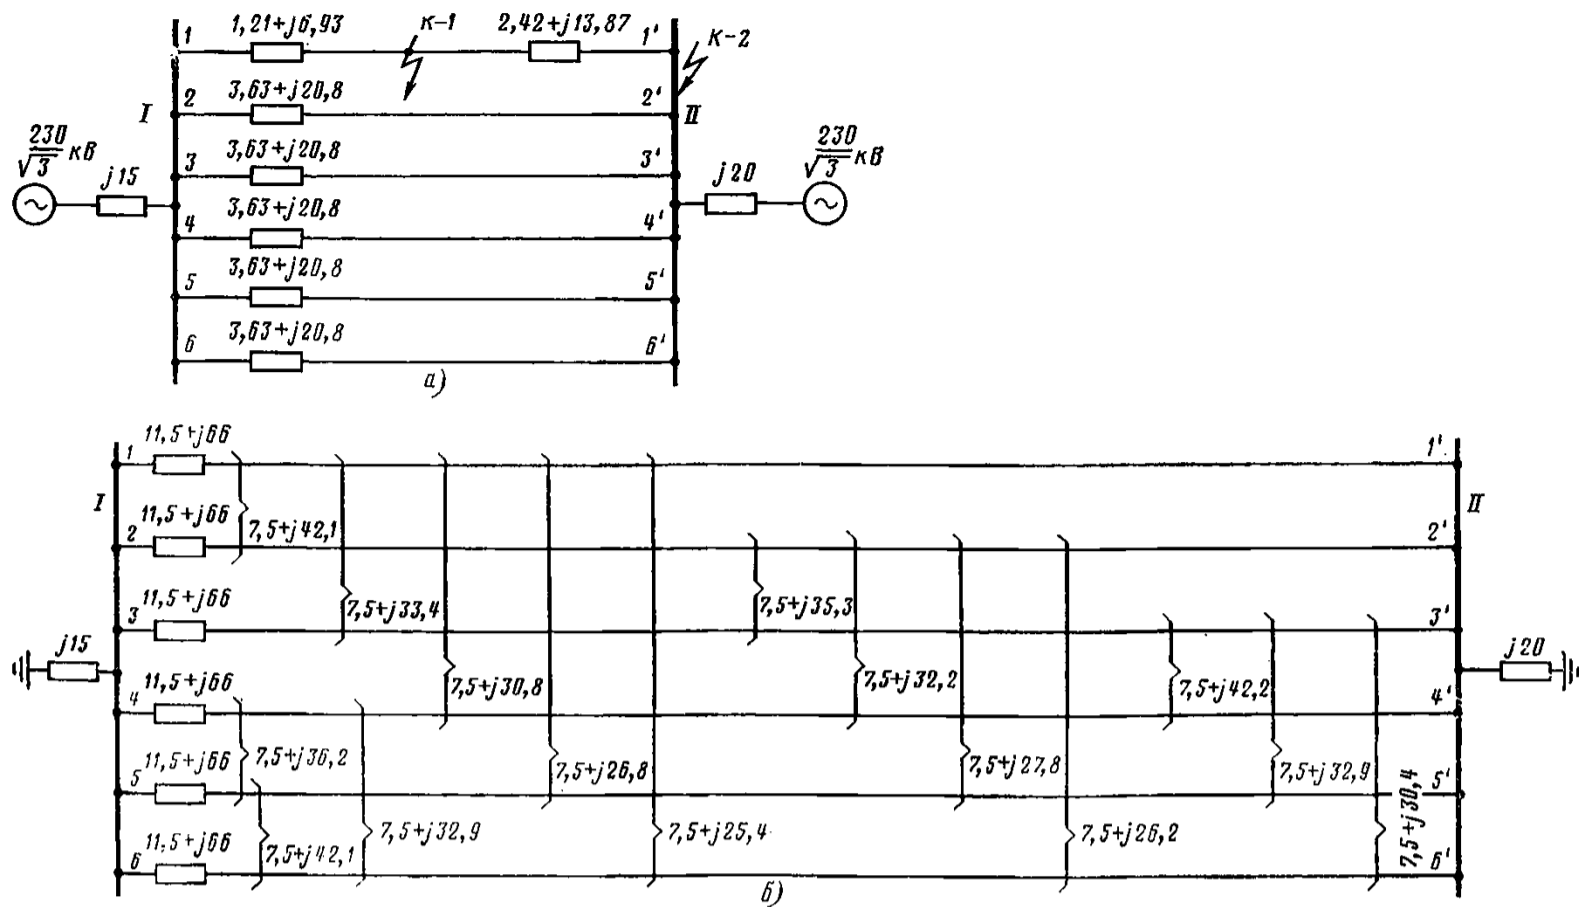 1,21+j6,93
к-1
2,42+j13,87
1
1'
К-2
3,63+j20,8
I
2
2'
II
230
√3
кВ
3,63+j20,8
3
3'
j15
230
√3
кВ
j20
3,63+j20,8
4
4'
3,63+j20,8
5
5'
3,63+j20,8
6
6'
а)
11,5+j66
1
1'
I
II
11,5+j66
7,5+j42,1
2
2'
11,5+j66
7,5+j33,4
7,5+j35,3
3
3'
j15
j20
11,5+j66
7,5+j30,8
7,5+j32,2
7,5+j42,2
4
4'
11,5+j66
7,5+j36,2
7,5+j26,8
7,5+j27,8
7,5+j32,9
5
5'
11,5+j66
7,5+j42,1
7,5+j32,9
7,5+j25,4
7,5+j26,2
7,5+j30,4
6
6'
б)